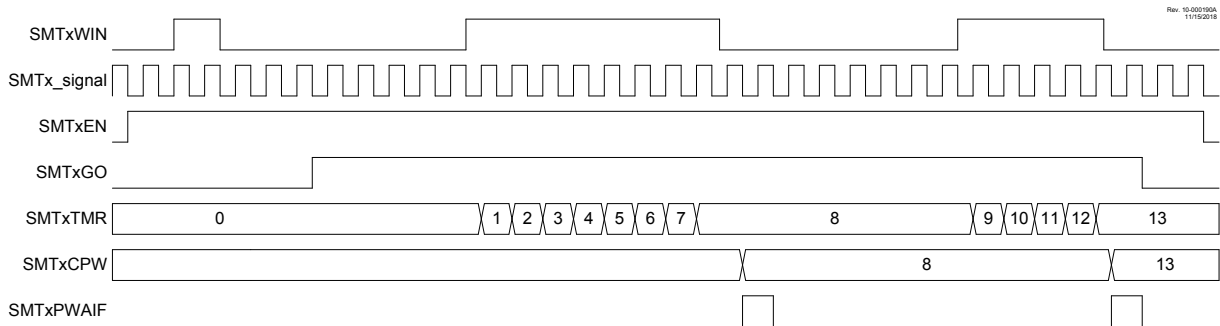 Rev. 10-000190A
11/15/2018
SMTxWIN
SMTx_signal
SMTxEN
SMTxGO
SMTxTMR 0 1 2 3 4 5 6 7 8 9 10 11 12 13
SMTxCPW 8 13
SMTxPWAIF